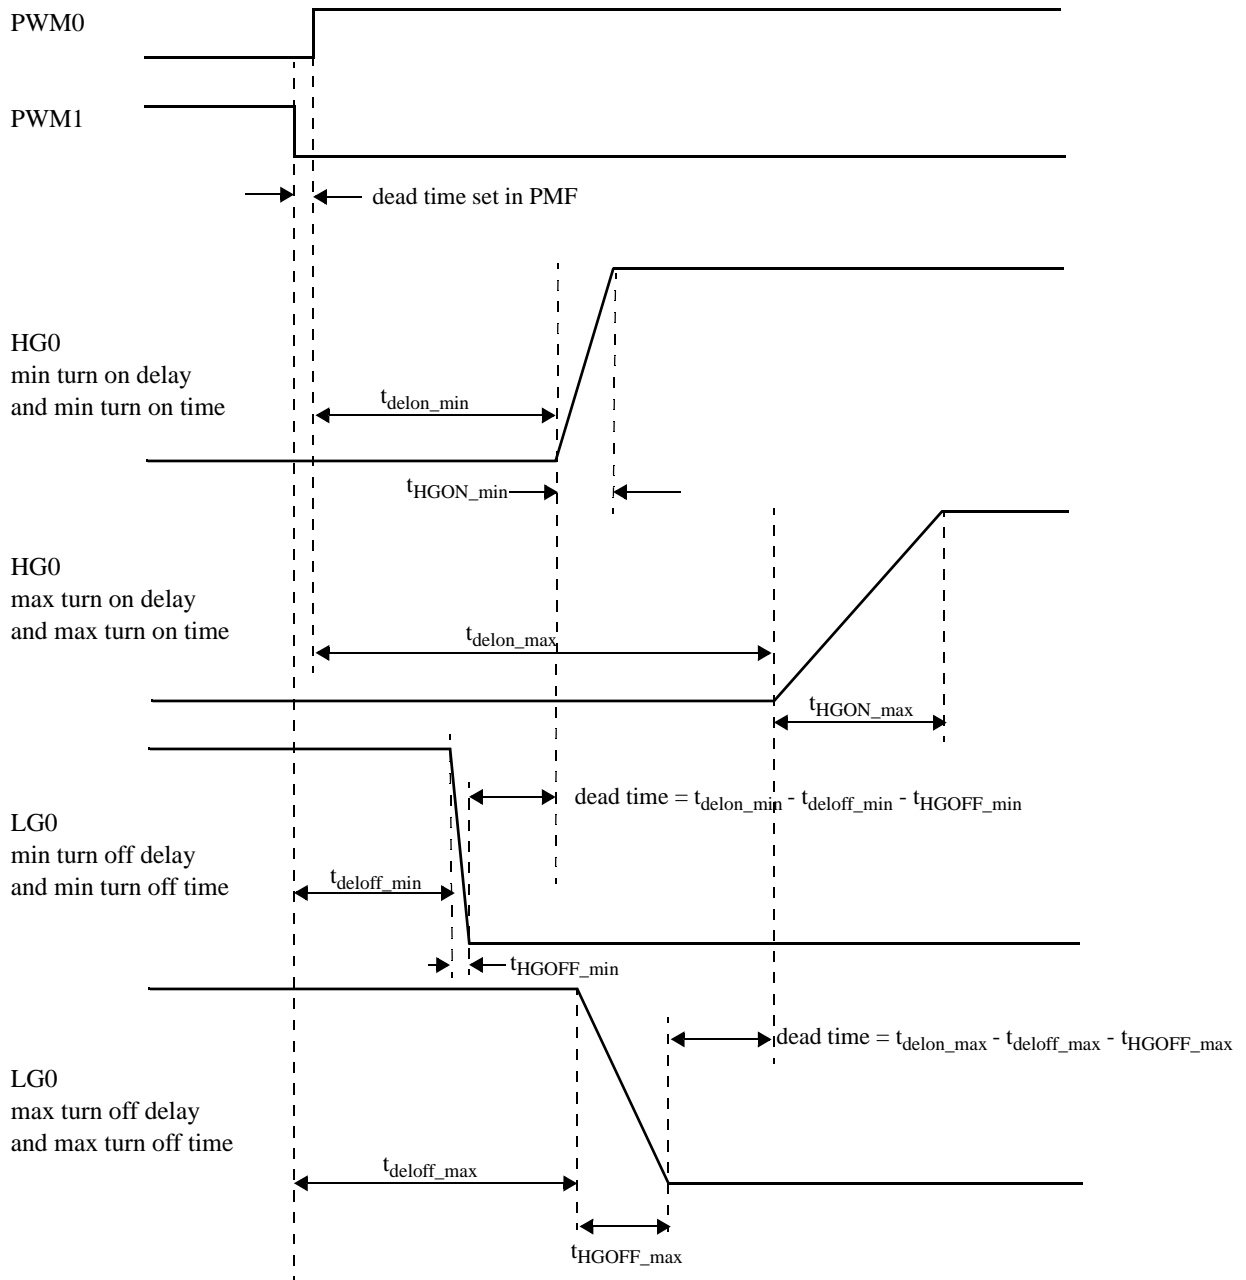 PWM0
PWM1
dead time set in PMF
HG0
min turn on delay
and min turn on time
tdelon_min
tHGON_min
HG0
max turn on delay
and max turn on time
tdelon_max
tHGON_max
dead time = tdelon_min - tdeloff_min - tHGOFF_min
LG0
min turn off delay
and min turn off time
tdeloff_min
tHGOFF_min
dead time = tdelon_max - tdeloff_max - tHGOFF_max
LG0
max turn off delay
and max turn off time
tdeloff_max
tHGOFF_max